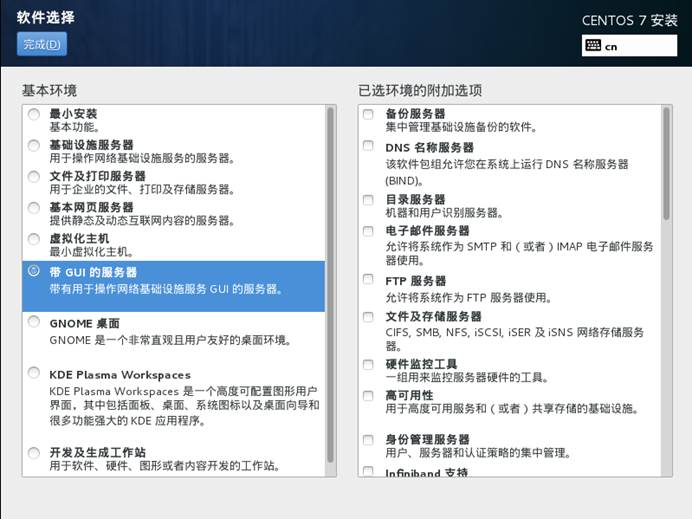 软件选择
完成(D)
CENTOS 7 安装
cn
基本环境
最小安装
基本功能。
基础设施服务器
用于操作网络基础设施服务的服务器。
文件及打印服务器
用于企业的文件、打印及存储服务器。
基本网页服务器
提供静态及动态互联网内容的服务器。
虚拟化主机
最小虚拟化主机。
带 GUI 的服务器
带有用于操作网络基础设施服务 GUI 的服务器。
GNOME 桌面
GNOME 是一个非常直观且用户友好的桌面环境。
KDE Plasma Workspaces
KDE Plasma Workspaces 是一个高度可配置图形用户
界面，其中包括面板、桌面、系统图标以及桌面向导和
很多功能强大的 KDE 应用程序。
开发及生成工作站
用于软件、硬件、图形或者内容开发的工作站。
已选环境的附加选项
备份服务器
集中管理基础设施备份的软件。
DNS 名称服务器
该软件包组允许您在系统上运行 DNS 名称服务器
(BIND)。
目录服务器
机器和用户识别服务器。
电子邮件服务器
允许将系统作为 SMTP 和（或者）IMAP 电子邮件服务
器使用。
FTP 服务器
允许将系统作为 FTP 服务器使用。
文件及存储服务器
CIFS, SMB, NFS, iSCSI, iSER 及 iSNS 网络存储服务
器。
硬件监控工具
一组用来监控服务器硬件的工具。
高可用性
用于高度可用服务和（或者）共享存储的基础设施。
身份管理服务器
用户、服务器和认证策略的集中管理。
Infiniband 支持